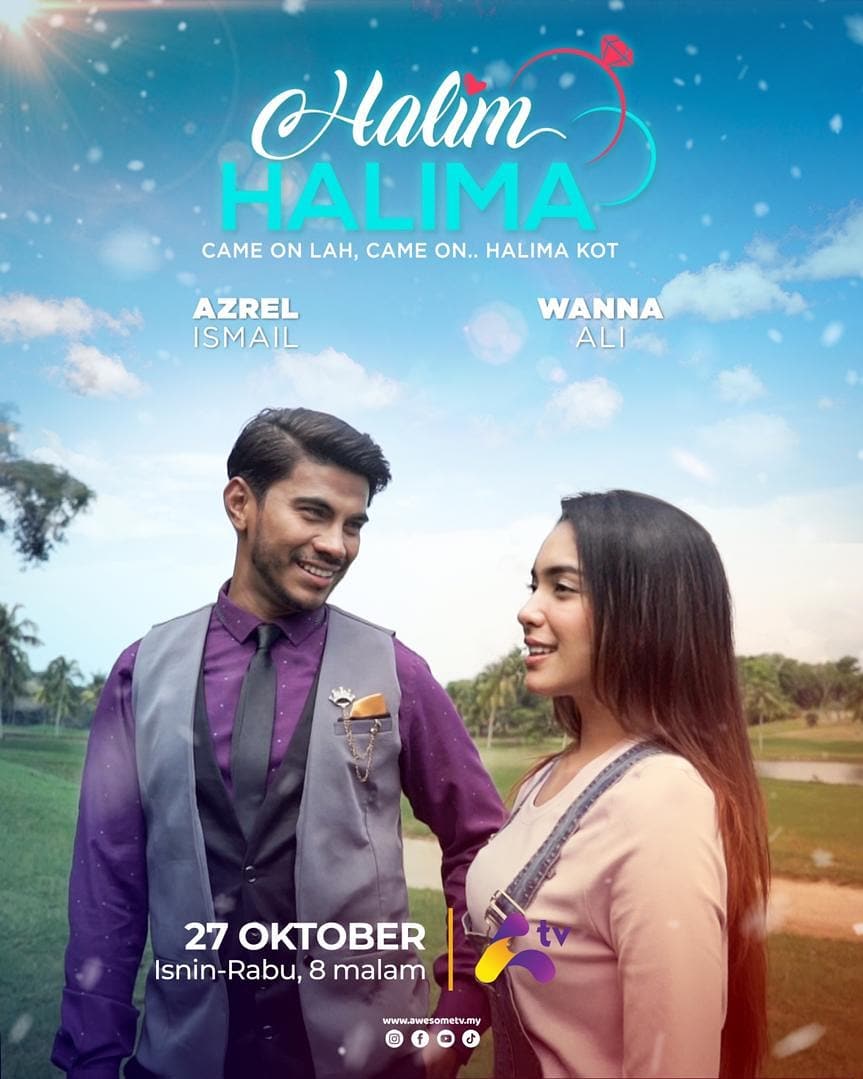 Halim
HALIMA
CAME ON LAH, CAME ON.. HALIMA KOT
AZREL
ISMAIL
WANNA
ALI
27 OKTOBER
Isnin-Rabu, 8 malam
tv
www.awesometv.my